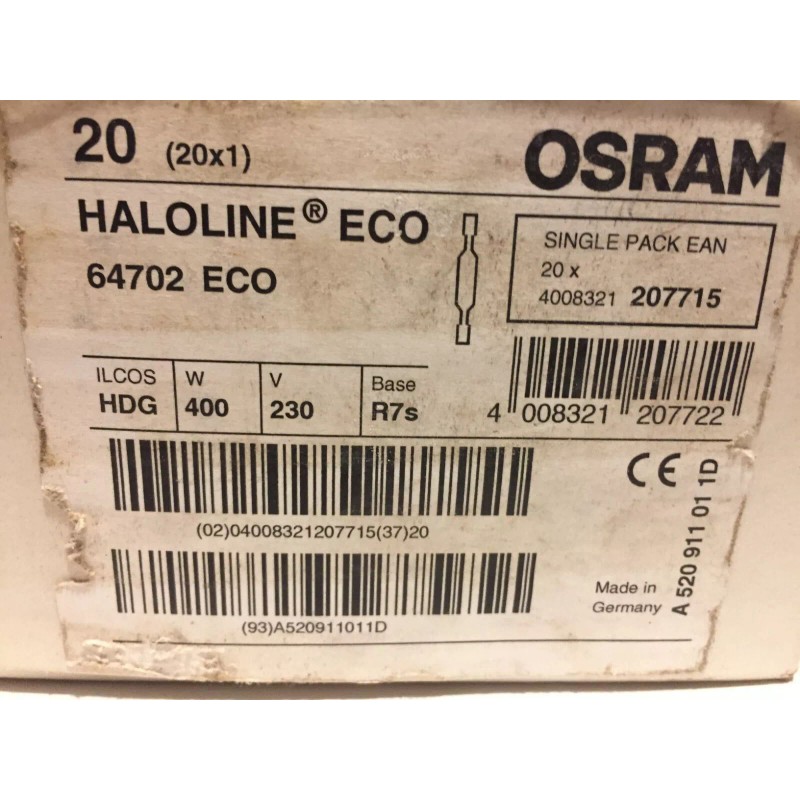 20 (20x1)
OSRAM
HALOLINE® ECO
64702 ECO
SINGLE PACK EAN
20 x
4008321 207715
ILCOS W V Base
HDG 400 230 R7s
4 008321 207722
(02)04008321207715(37)20
CE
(93)A520911011D
Made in
Germany
A 520 911 01 1D